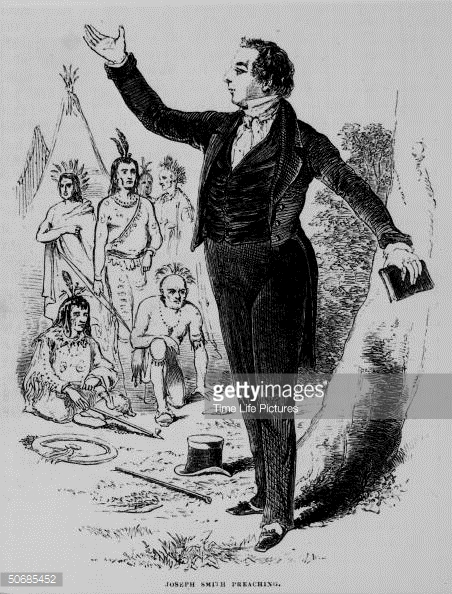 gettyimages®
Time Life Pictures
50685452
JOSEPH SMITH PREACHING.